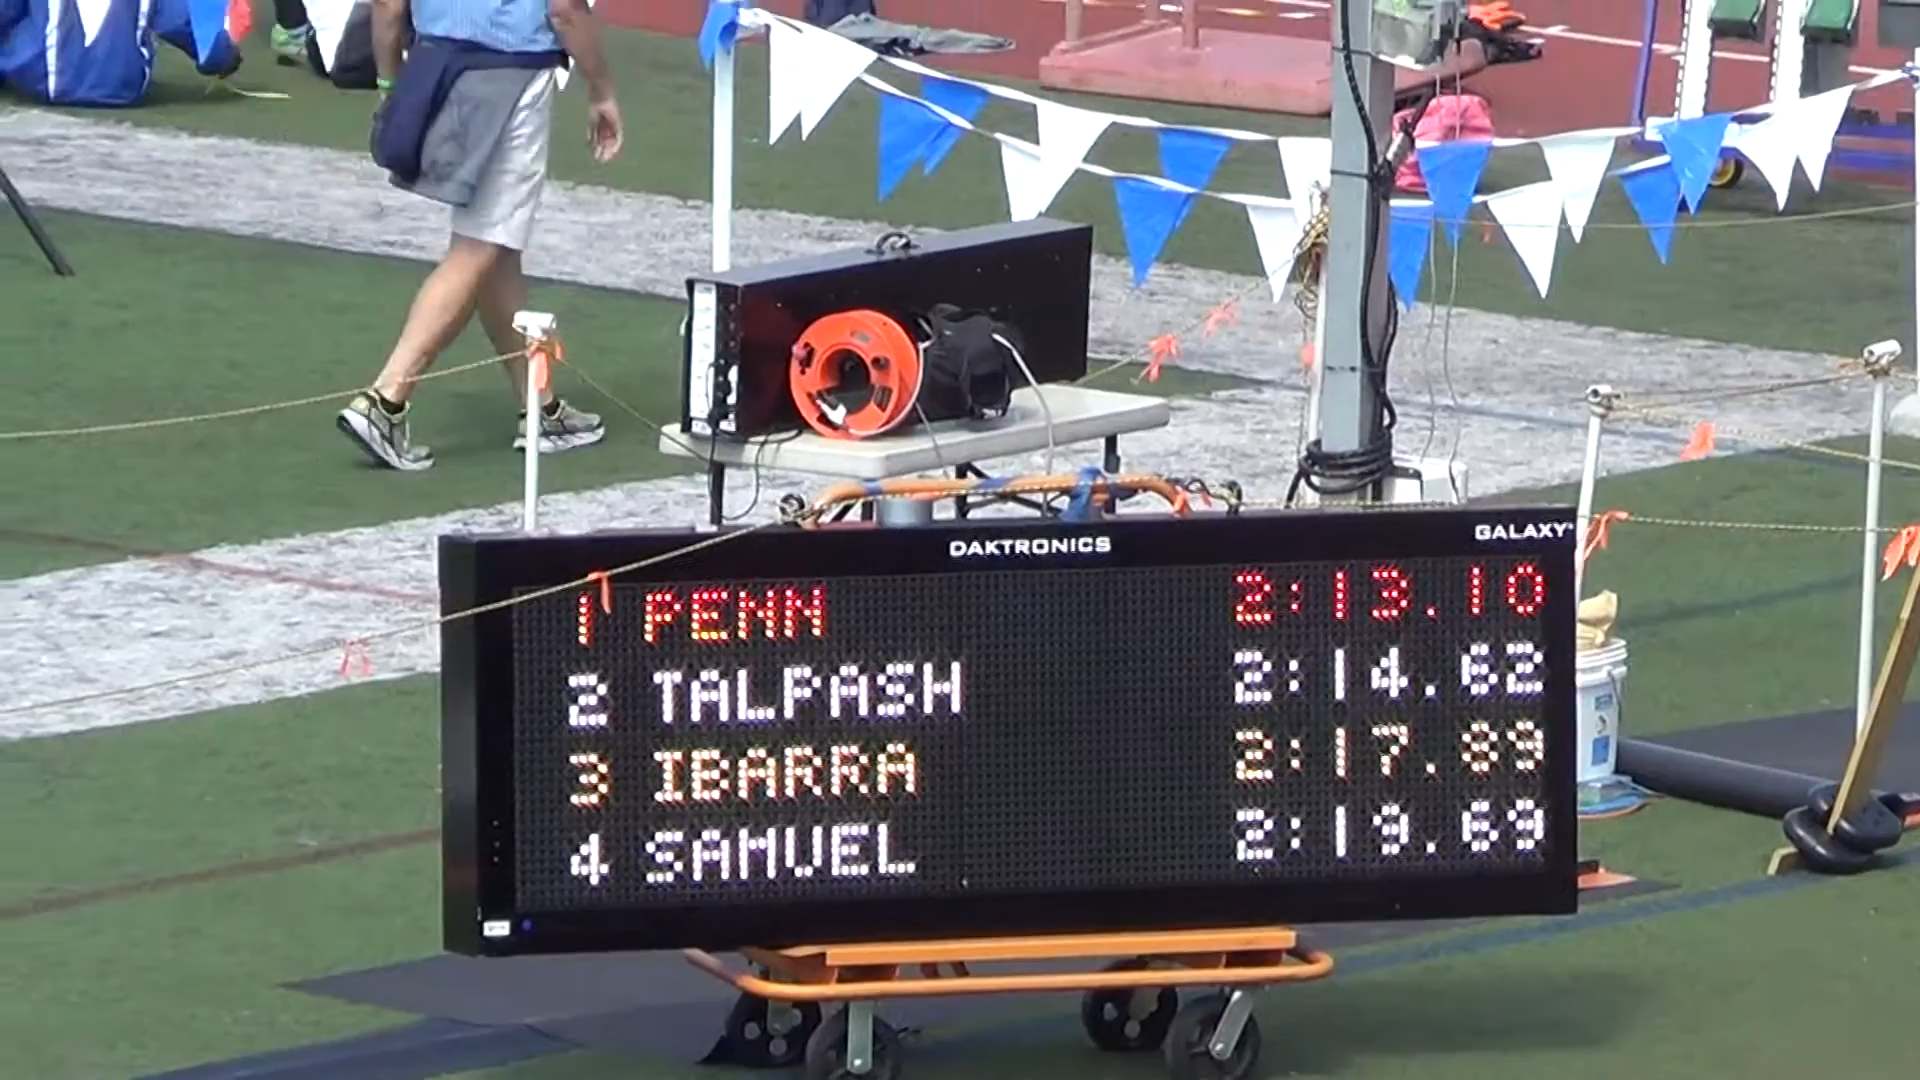 DAKTRONICS GALAXY
1 PENN 2:13.10
2 TALPASH 2:14.62
3 IBARRA 2:17.89
4 SAMUEL 2:19.69